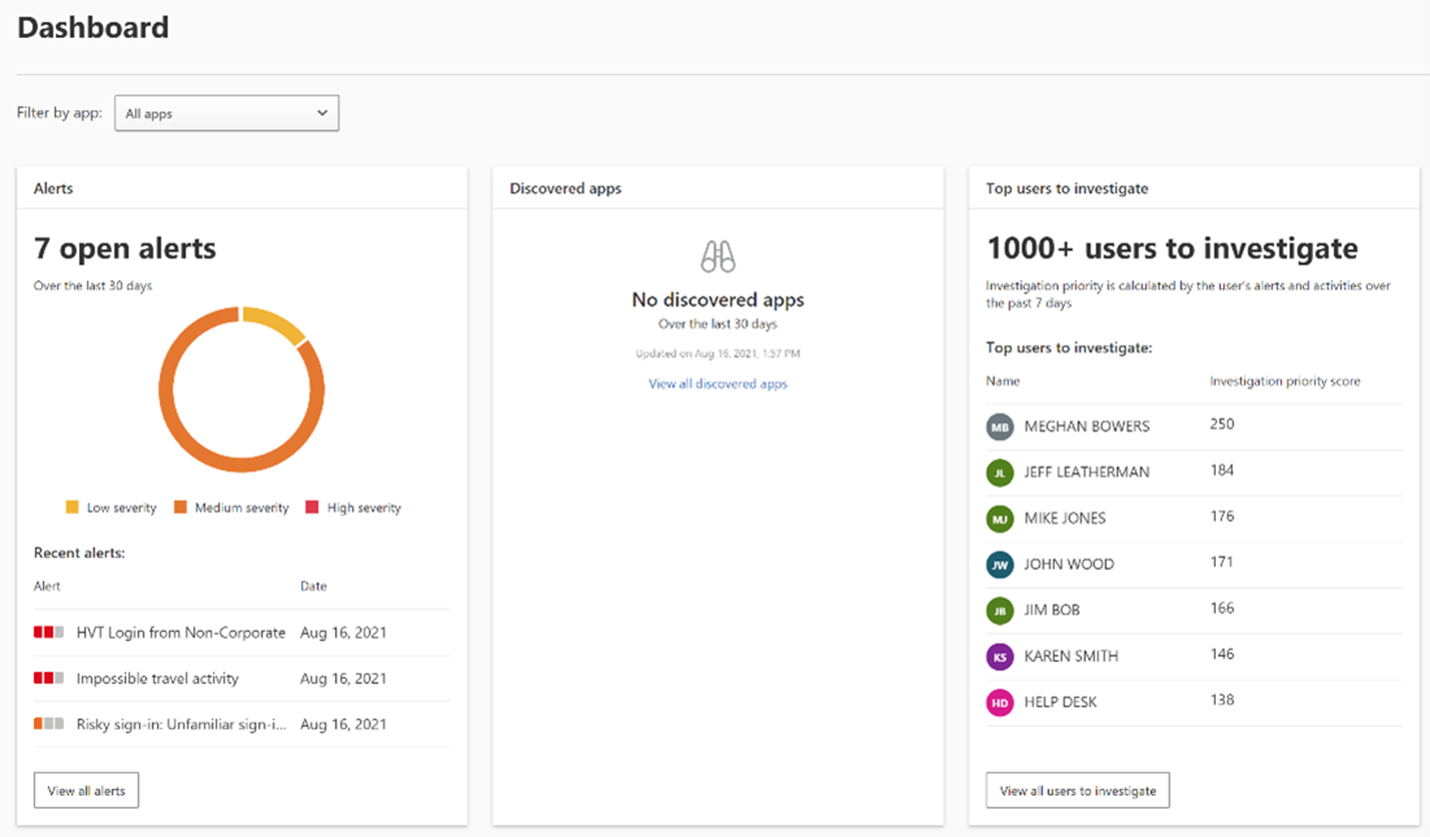 Dashboard
Filter by app: All apps
Alerts
7 open alerts
Over the last 30 days
Low severity Medium severity High severity
Recent alerts:
Alert Date
HVT Login from Non-Corporate Aug 16, 2021
Impossible travel activity Aug 16, 2021
Risky sign-in: Unfamiliar sign-i... Aug 16, 2021
View all alerts
Discovered apps
No discovered apps
Over the last 30 days
Updated on Aug 16, 2021, 1:57 PM
View all discovered apps
Top users to investigate
1000+ users to investigate
Investigation priority is calculated by the user's alerts and activities over
the past 7 days
Top users to investigate:
Name Investigation priority score
MB MEGHAN BOWERS 250
JL JEFF LEATHERMAN 184
MJ MIKE JONES 176
JW JOHN WOOD 171
JB JIM BOB 166
KS KAREN SMITH 146
HD HELP DESK 138
View all users to investigate